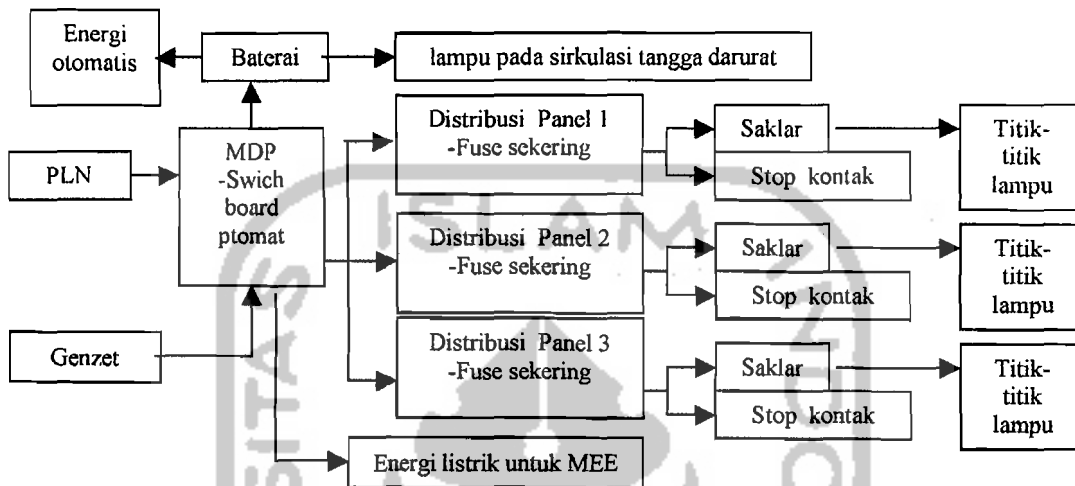 Energi
otomatis
Baterai
lampu pada sirkulasi tangga darurat
PLN
MDP
-Swich
board
ptomat
Genzet
Distribusi Panel 1
-Fuse sekering
Saklar
Stop kontak
Titik-
titik
lampu
Distribusi Panel 2
-Fuse sekering
Saklar
Stop kontak
Titik-
titik
lampu
Distribusi Panel 3
-Fuse sekering
Saklar
Stop kontak
Titik-
titik
lampu
Energi listrik untuk MEE
ISLAM
SITAS